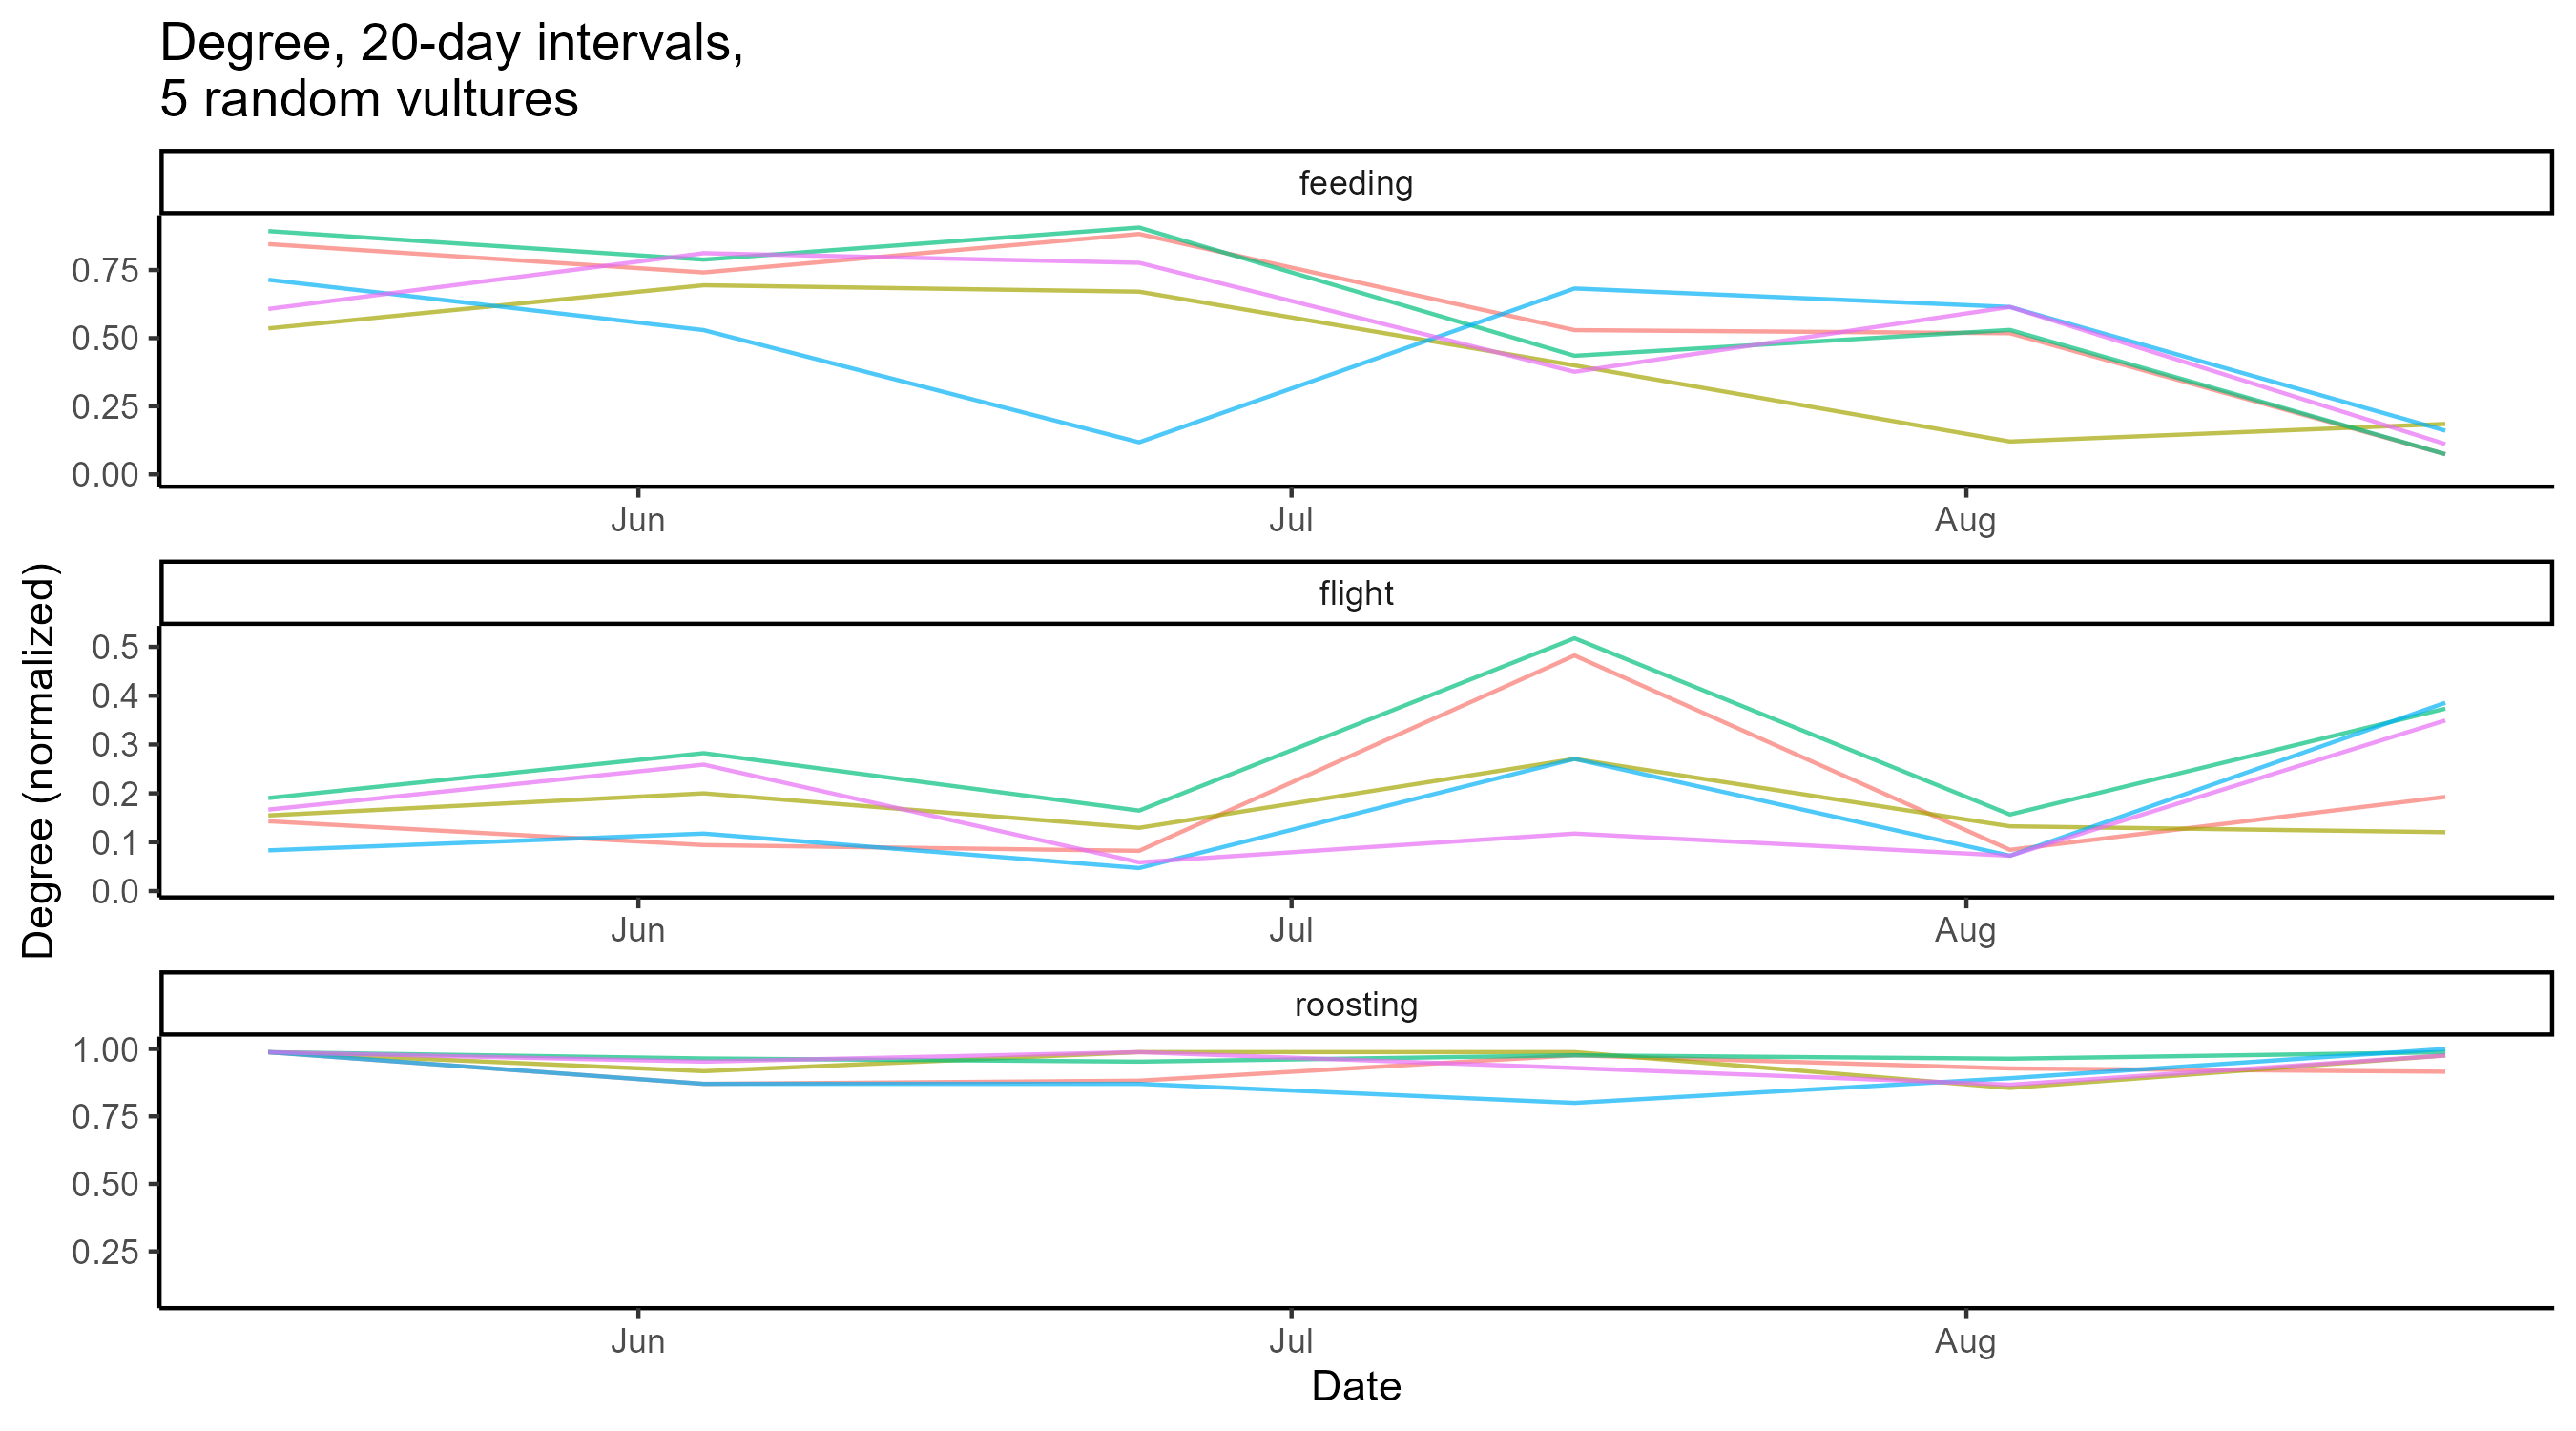 Degree, 20-day intervals,
5 random vultures
feeding
0.75
0.50
0.25
0.00
Jun Jul Aug
Degree (normalized)
flight
0.5
0.4
0.3
0.2
0.1
0.0
Jun Jul Aug
roosting
1.00
0.75
0.50
0.25
Jun Jul Aug
Date